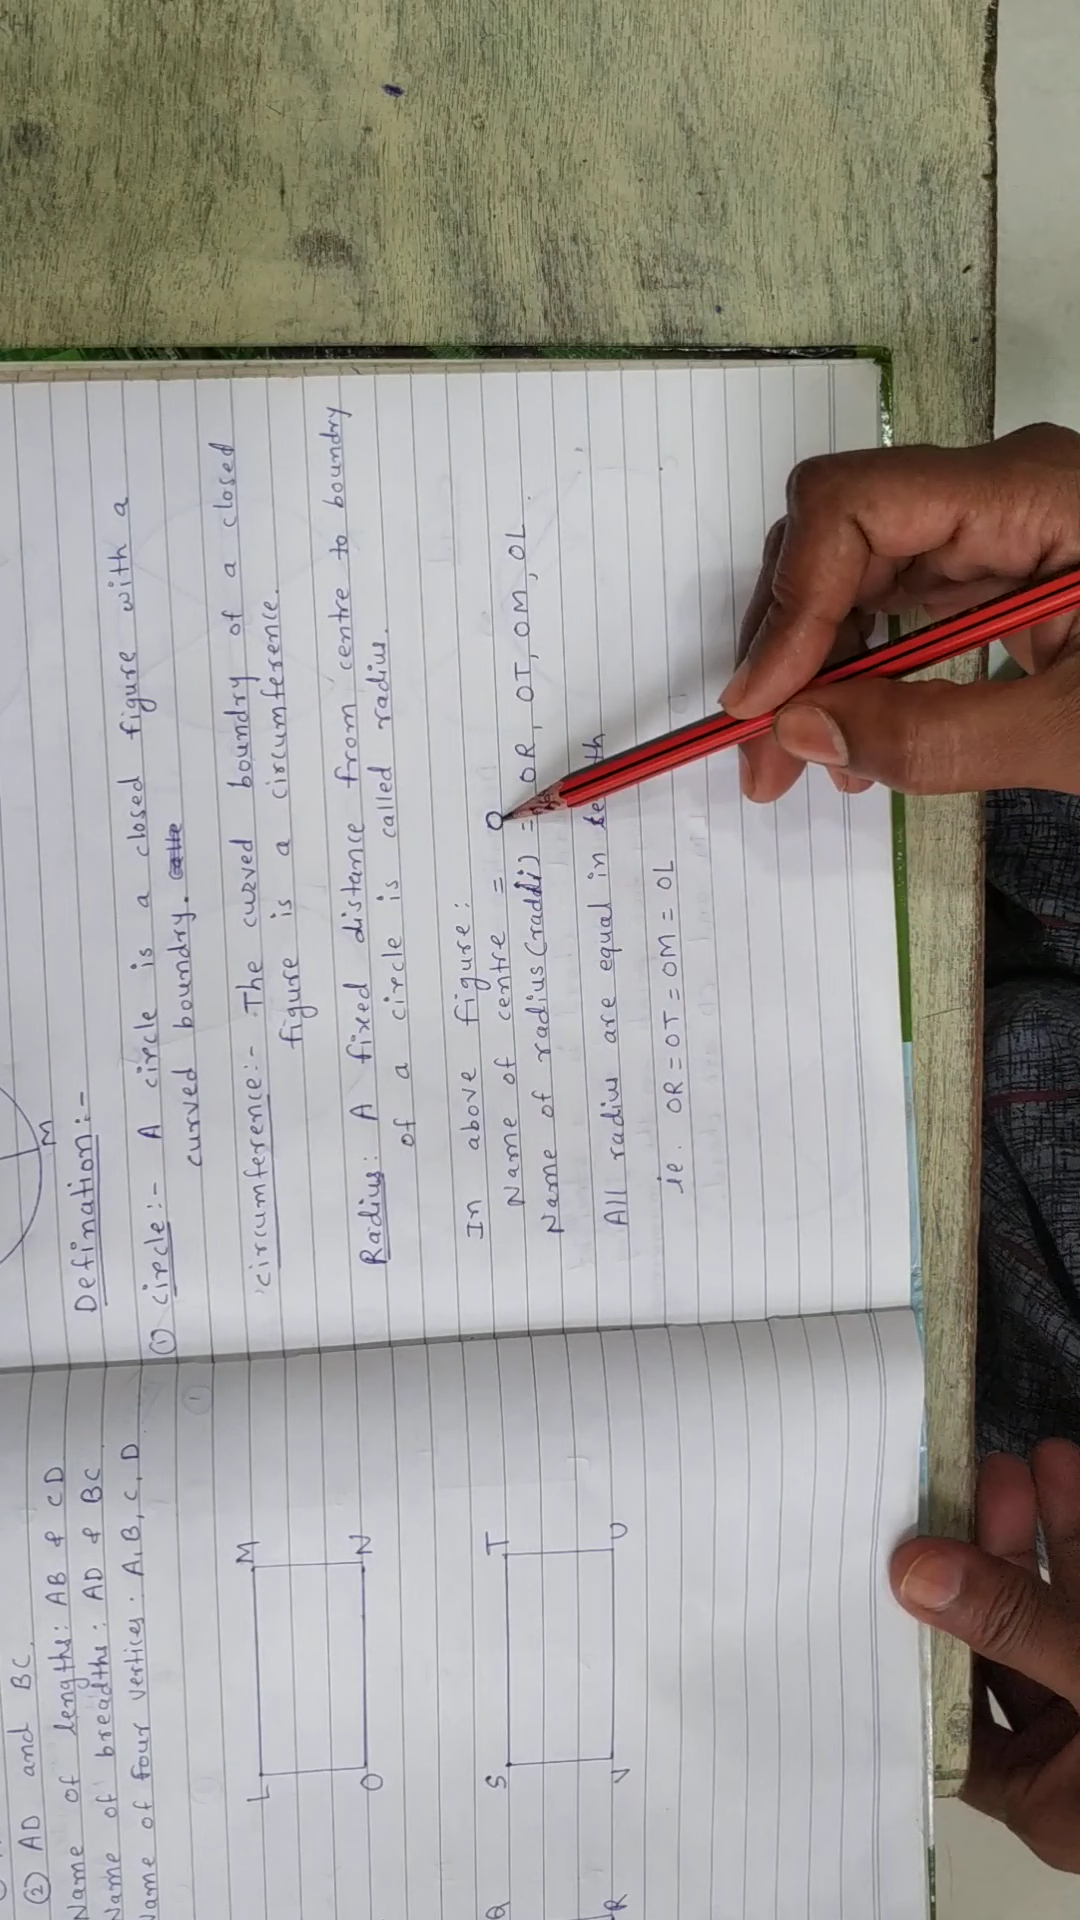 ② AD and BC.
Name of lengths: AB & CD
Name of breadths: AD & BC
Name of four vertices: A, B, C, D
L M
O N
S T
V U
Q
R
M
Defination:-
① circle:- A circle is a closed figure with a
curved boundry.
circumference:- The curved boundry of a closed
figure is a circumference.
Radius: A fixed distance from centre to boundry
of a circle is called radius.
In above figure:
Name of centre = O
Name of radius (raddi) = OR, OT, OM, OL.
All radius are equal in
ie. OR = OT = OM = OL